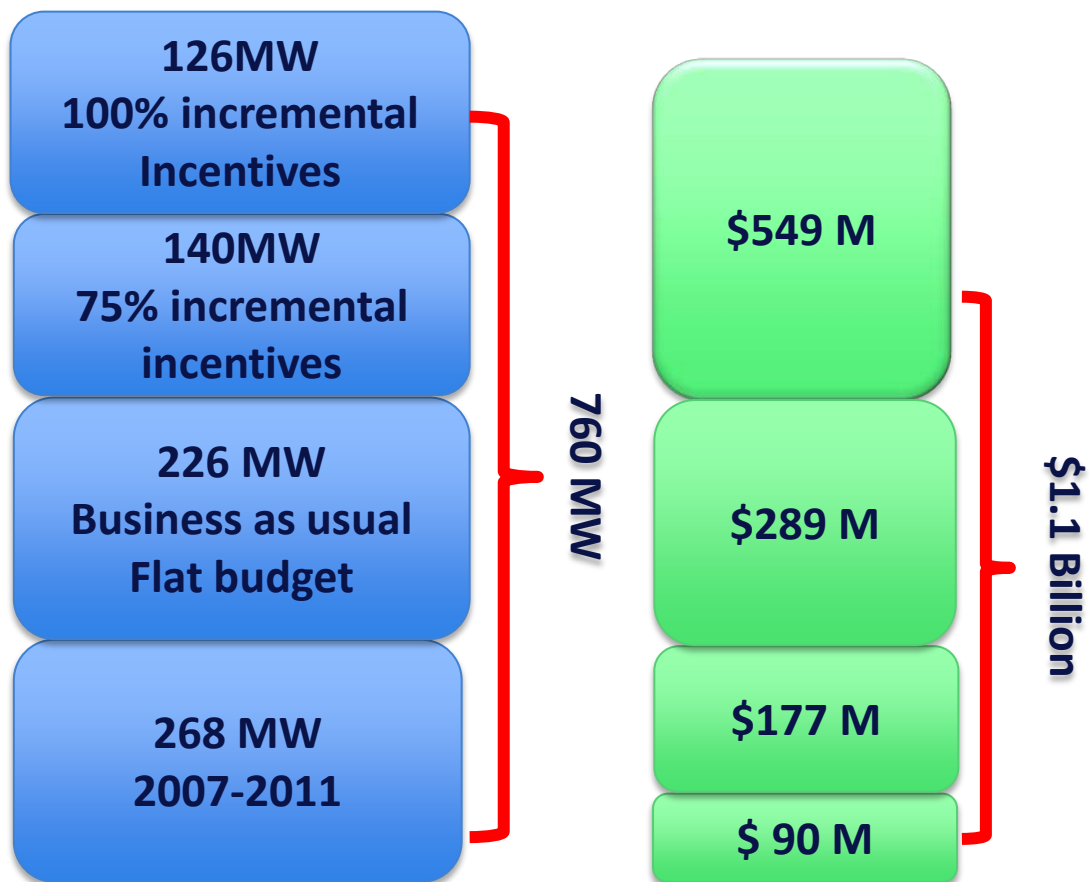 126MW
100% incremental
Incentives
140MW
75% incremental
incentives
226 MW
Business as usual
Flat budget
268 MW
2007-2011
760 MW
$549 M
$289 M
$177 M
$ 90 M
$1.1 Billion